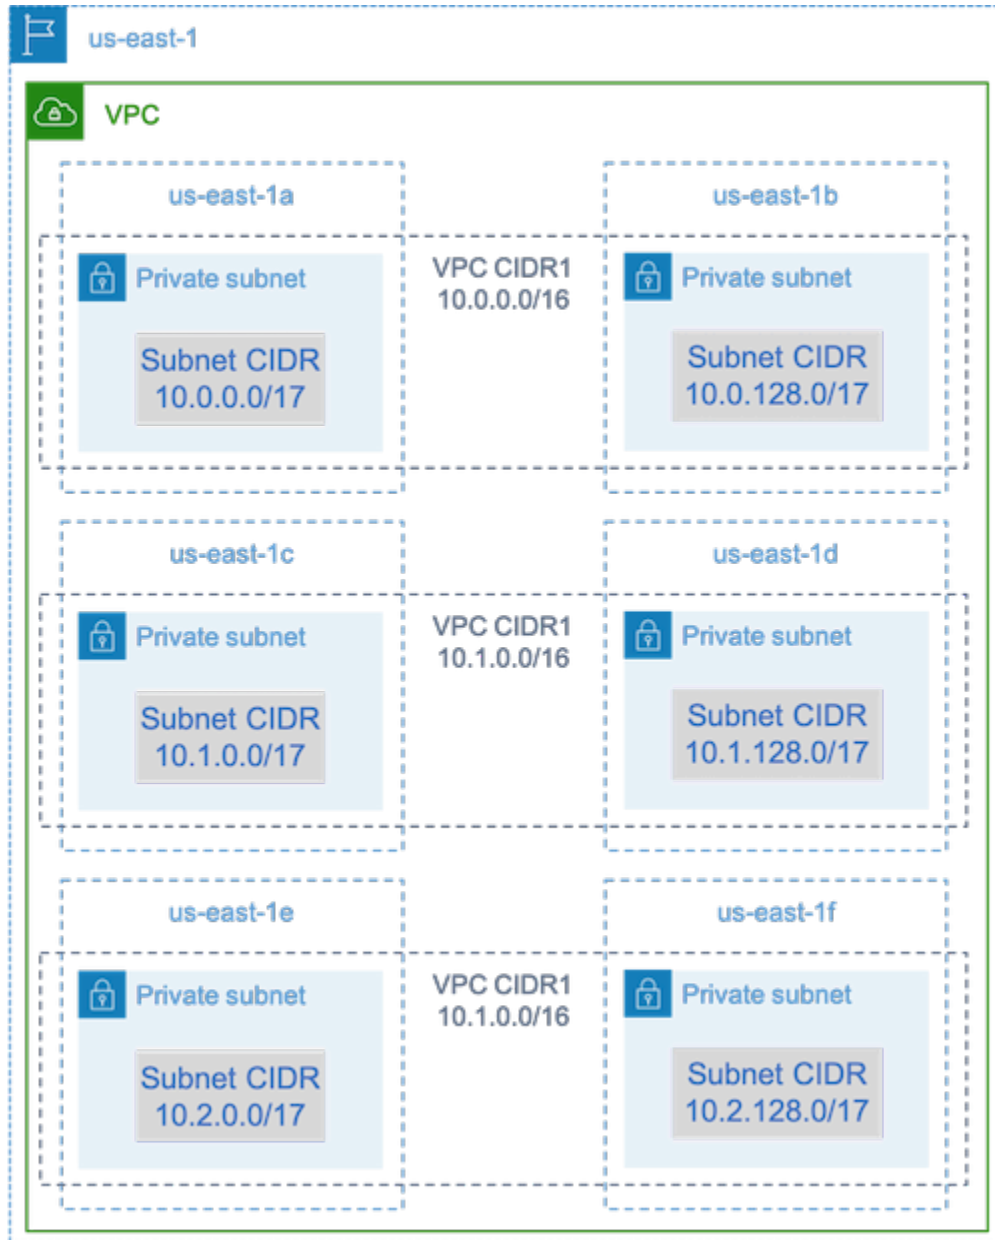 us-east-1
VPC
us-east-1a
us-east-1b
Private subnet
VPC CIDR1
10.0.0.0/16
Private subnet
Subnet CIDR
10.0.0.0/17
Subnet CIDR
10.0.128.0/17
us-east-1c
us-east-1d
Private subnet
VPC CIDR1
10.1.0.0/16
Private subnet
Subnet CIDR
10.1.0.0/17
Subnet CIDR
10.1.128.0/17
us-east-1e
us-east-1f
Private subnet
VPC CIDR1
10.1.0.0/16
Private subnet
Subnet CIDR
10.2.0.0/17
Subnet CIDR
10.2.128.0/17